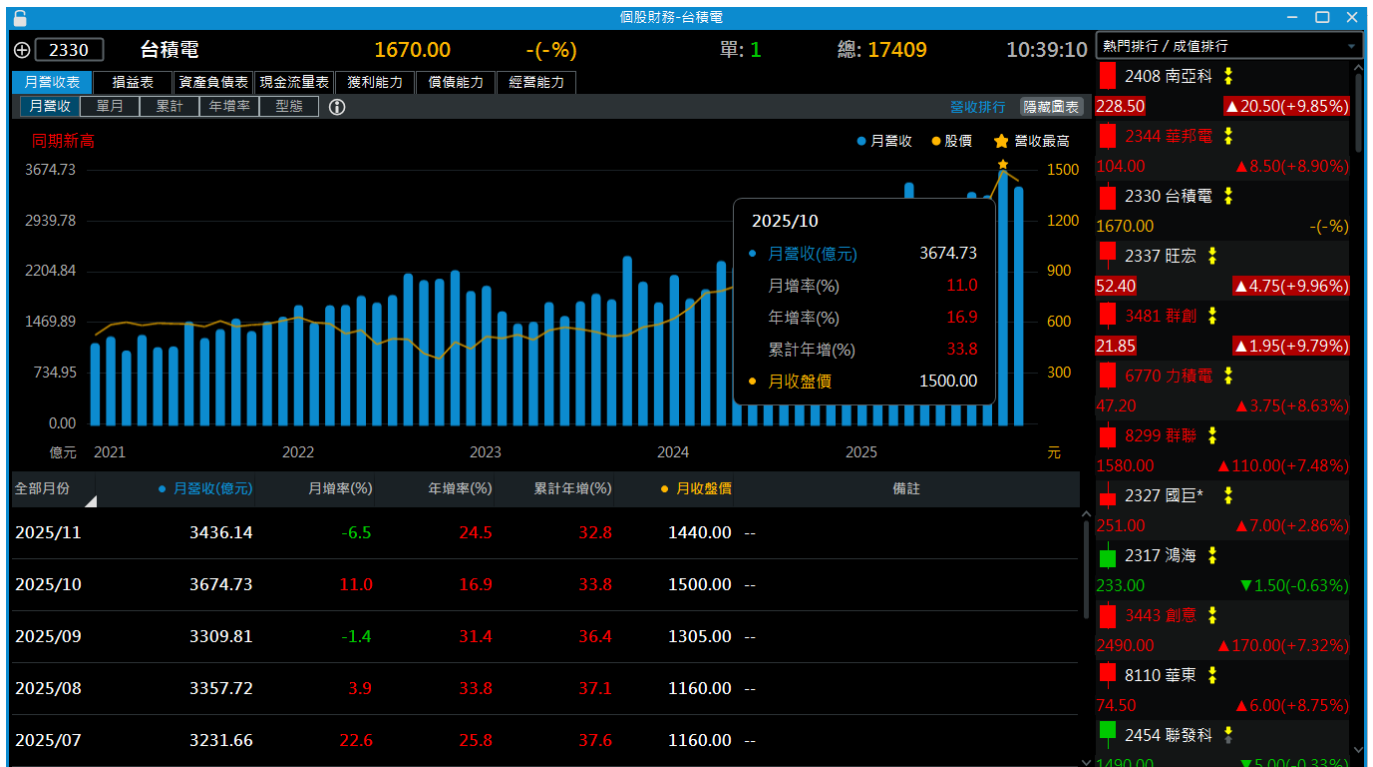 個股財務-台積電
2330 台積電 1670.00 -(-%) 單: 1 總: 17409 10:39:10
月營收表 損益表 資產負債表 現金流量表 獲利能力 償債能力 經營能力
月營收 單月 累計 年增率 型態 營收排行 隱藏圖表
同期新高 月營收 股價 營收最高
3674.73 1500
2939.78 1200
2204.84 900
1469.89 600
734.95 300
0.00
億元 2021 2022 2023 2024 2025 元
2025/10
月營收(億元) 3674.73
月增率(%) 11.0
年增率(%) 16.9
累計年增(%) 33.8
月收盤價 1500.00
全部月份 月營收(億元) 月增率(%) 年增率(%) 累計年增(%) 月收盤價 備註
2025/11 3436.14 -6.5 24.5 32.8 1440.00 --
2025/10 3674.73 11.0 16.9 33.8 1500.00 --
2025/09 3309.81 -1.4 31.4 36.4 1305.00 --
2025/08 3357.72 3.9 33.8 37.1 1160.00 --
2025/07 3231.66 22.6 25.8 37.6 1160.00 --
熱門排行 / 成值排行
2408 南亞科
228.50 ▲20.50(+9.85%)
2344 華邦電
104.00 ▲8.50(+8.90%)
2330 台積電
1670.00 -(-%)
2337 旺宏
52.40 ▲4.75(+9.96%)
3481 群創
21.85 ▲1.95(+9.79%)
6770 力積電
47.20 ▲3.75(+8.63%)
8299 群聯
1580.00 ▲110.00(+7.48%)
2327 國巨*
251.00 ▲7.00(+2.86%)
2317 鴻海
233.00 ▼1.50(-0.63%)
3443 創意
2490.00 ▲170.00(+7.32%)
8110 華東
74.50 ▲6.00(+8.75%)
2454 聯發科
1490.00 ▼5.00(-0.33%)